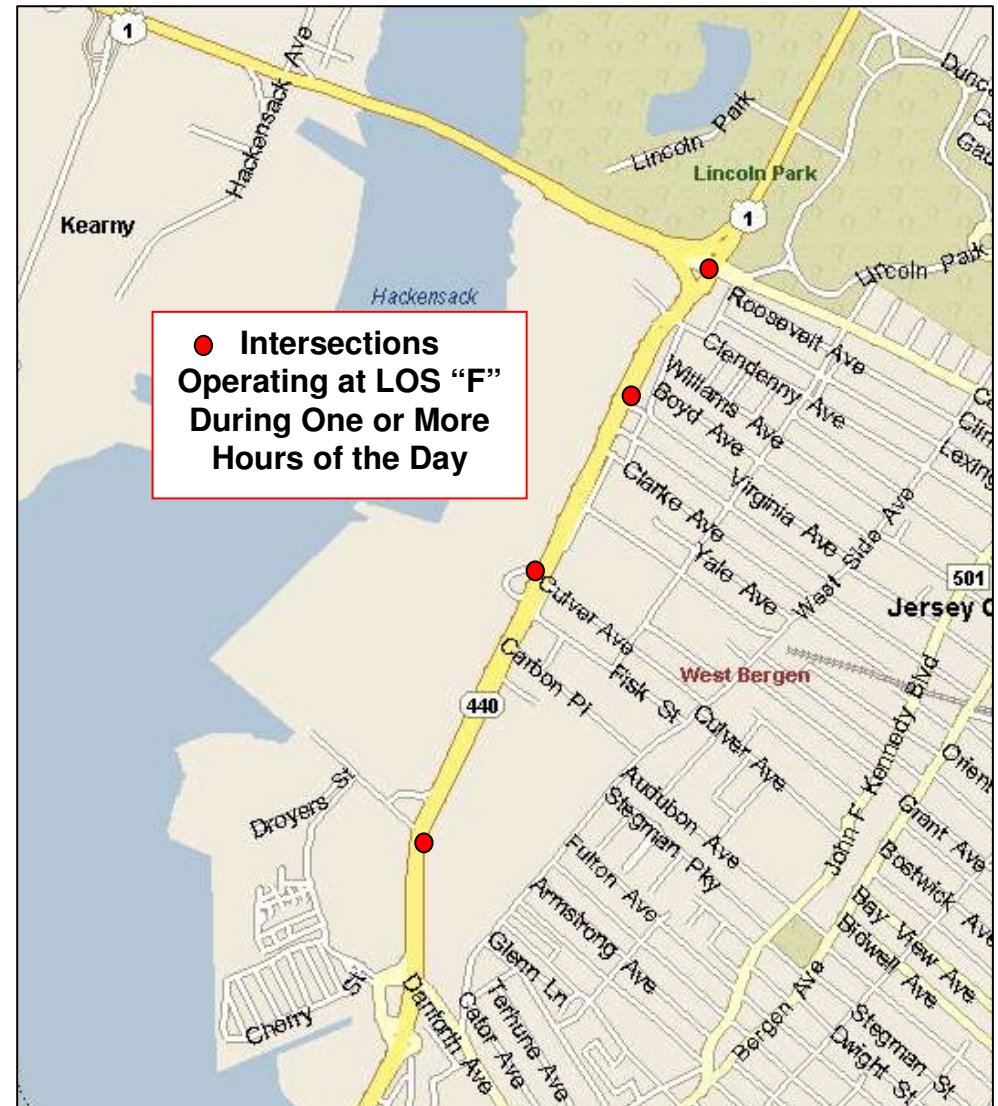 1
Hackensack Ave
Duncan
Lincoln Park
Lincoln Park
1
Kearny
Lincoln Park
Hackensack
Roosevelt Ave
Intersections
Operating at LOS “F”
During One or More
Hours of the Day
Clendenny Ave
Williams Ave
Boyd Ave
Clarke Ave
Virginia Ave
West Side Ave
Yale Ave
501
Jersey C
Culver Ave
Carbon Pl
Fisk St
West Bergen
Culver Ave
440
John F Kennedy Blvd
Orient
Droyers St
Audubon Ave
Stegman Pky
Grant Ave
Fulton Ave
Bostwick Ave
Armstrong Ave
Bay View Ave
Bidwell Ave
Glenn Ln
Cherry St
Danforth Ave
Cator Ave
Terhune Ave
Bergen Ave
Stegman St
Dwight St